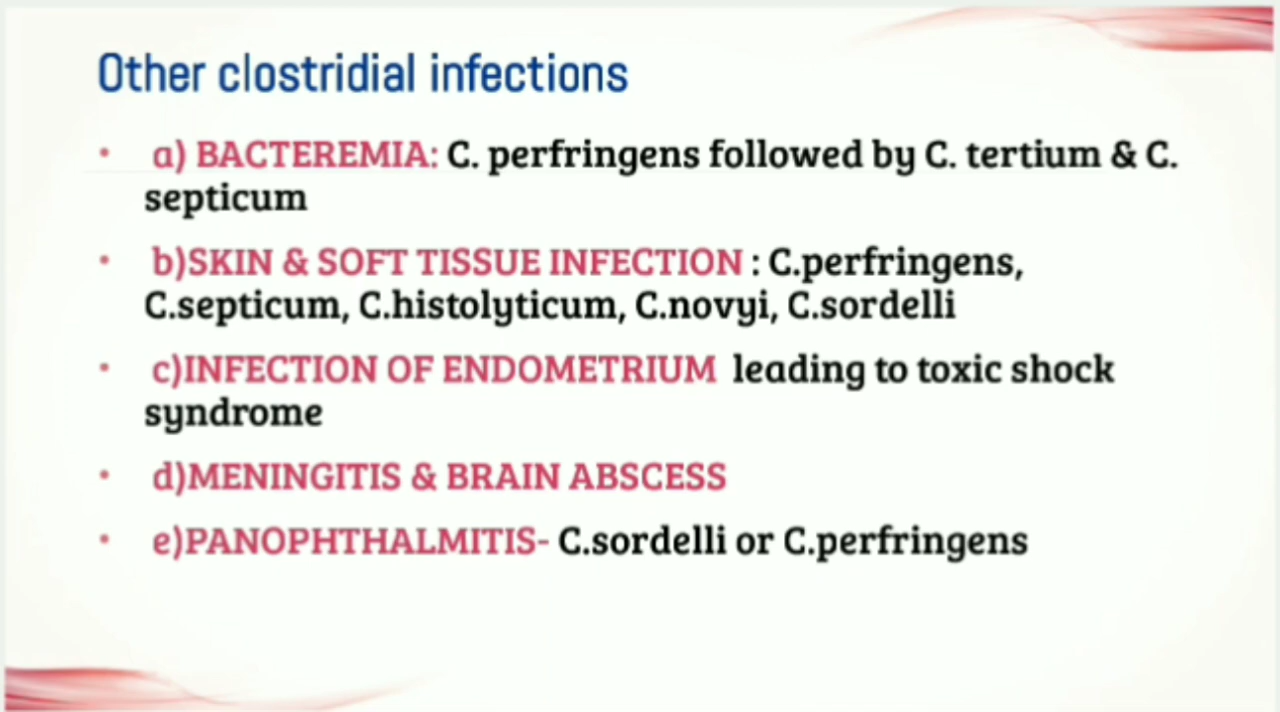 Other clostridial infections
• a) BACTEREMIA: C. perfringens followed by C. tertium & C.
septicum
• b)SKIN & SOFT TISSUE INFECTION : C.perfringens,
C.septicum, C.histolyticum, C.novyi, C.sordelli
• c)INFECTION OF ENDOMETRIUM leading to toxic shock
syndrome
• d)MENINGITIS & BRAIN ABSCESS
• e)PANOPHTHALMITIS- C.sordelli or C.perfringens